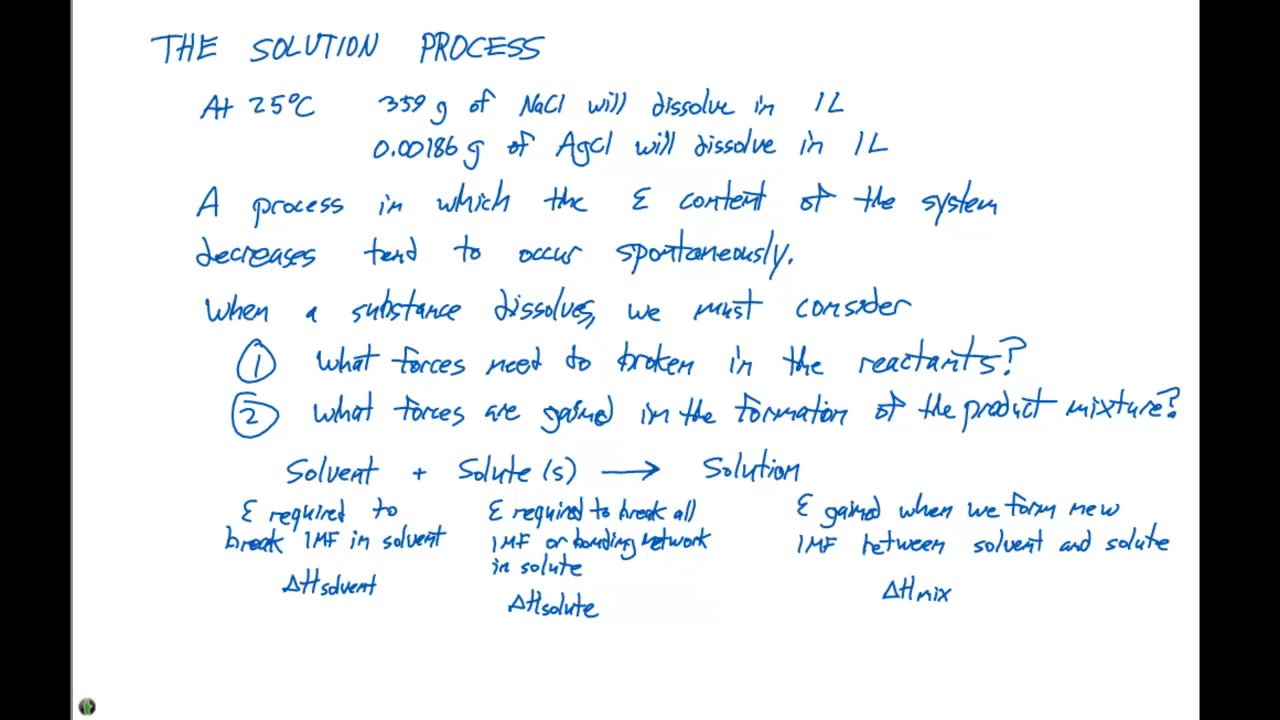 THE SOLUTION PROCESS
At 25°C 359 g of NaCl will dissolve in 1L
0.00186 g of AgCl will dissolve in 1L
A process in which the E content of the system
decreases tend to occur spontaneously.
When a substance dissolves, we must consider
① What forces need to broken in the reactants?
② What forces are gained in the formation of the product mixture?
Solvent + Solute(s) → Solution
E required to break IMF in solvent ΔHsolvent
E required to break all IMF or bonding network in solute ΔHsolute
E gained when we form new IMF between solvent and solute ΔHmix